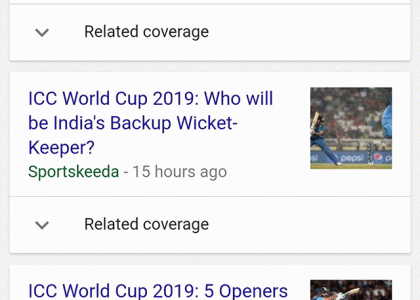 Related coverage
ICC World Cup 2019: Who will
be India's Backup Wicket-
Keeper?
Sportskeeda - 15 hours ago
pepsi
Related coverage
ICC World Cup 2019: 5 Openers